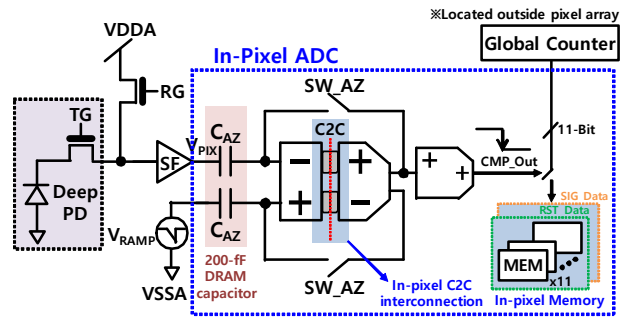 ※Located outside pixel array
VDDA
In-Pixel ADC
Global Counter
RG
SW_AZ
TG
C_AZ
C2C
11-Bit
V_PIX
SF
−
+
+
−
+
+
CMP_Out
Deep
PD
V_RAMP
C_AZ
SIG Data
RST Data
MEM
x11
VSSA
200-fF
DRAM
capacitor
SW_AZ
In-pixel C2C
interconnection
In-pixel Memory